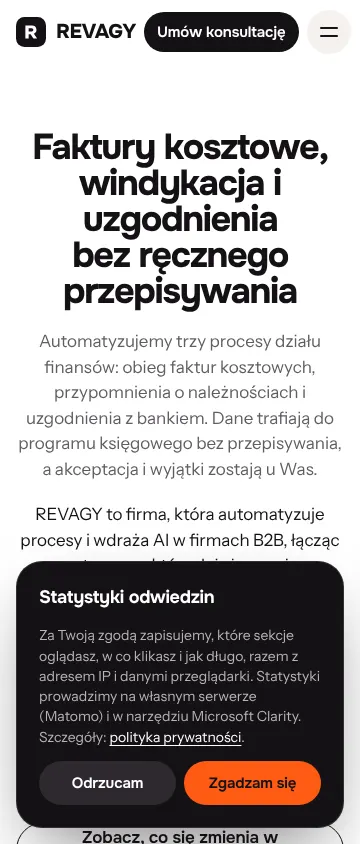 R REVAGY Umów konsultację
Faktury kosztowe,
windykacja i
uzgodnienia
bez ręcznego
przepisywania
Automatyzujemy trzy procesy działu
finansów: obieg faktur kosztowych,
przypomnienia o należnościach i
uzgodnienia z bankiem. Dane trafiają do
programu księgowego bez przepisywania,
a akceptacja i wyjątki zostają u Was.
REVAGY to firma, która automatyzuje
procesy i wdraża AI w firmach B2B, łącząc
Statystyki odwiedzin
Za Twoją zgodą zapisujemy, które sekcje
oglądasz, w co klikasz i jak długo, razem z
adresem IP i danymi przeglądarki. Statystyki
prowadzimy na własnym serwerze
(Matomo) i w narzędziu Microsoft Clarity.
Szczegóły: polityka prywatności.
Odrzucam Zgadzam się
Zobacz, co się zmienia w